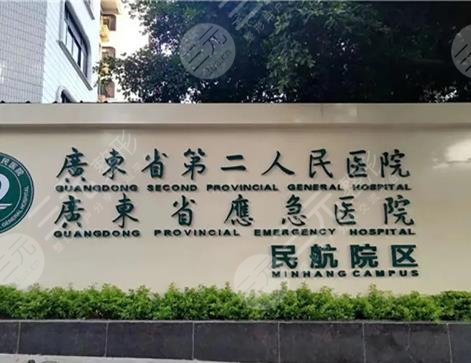 廣東省第二人民医院
GUANGDONG SECOND PROVINCIAL GENERAL HOSPITAL
廣東省應急医院
GUANGDONG PROVINCIAL EMERGENCY HOSPITAL
民航院区
MINHANG CAMPUS